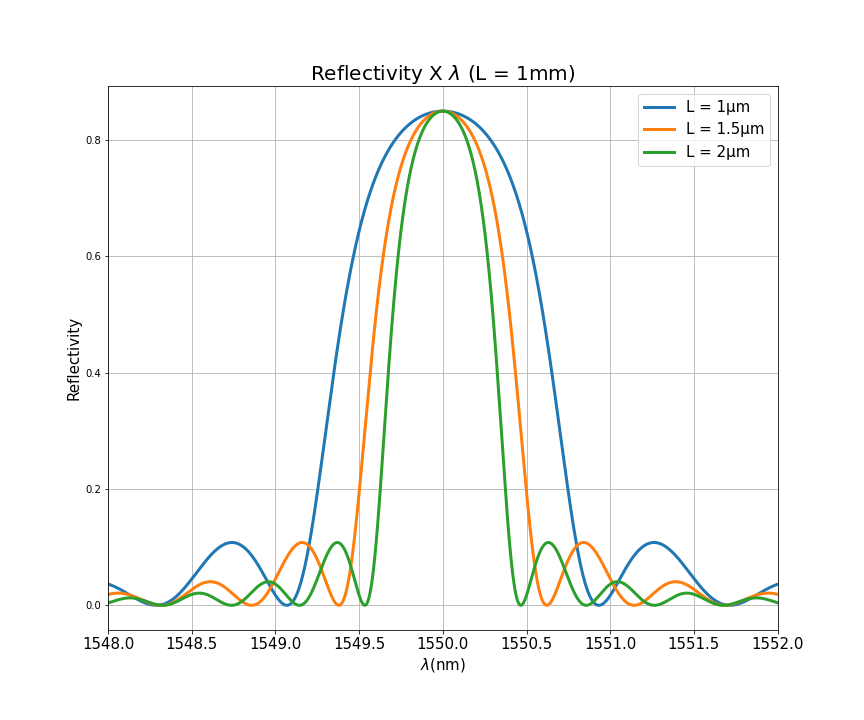 Reflectivity X λ (L = 1mm)
L = 1μm
L = 1.5μm
L = 2μm
Reflectivity
0.8
0.6
0.4
0.2
0.0
1548.0 1548.5 1549.0 1549.5 1550.0 1550.5 1551.0 1551.5 1552.0
λ(nm)